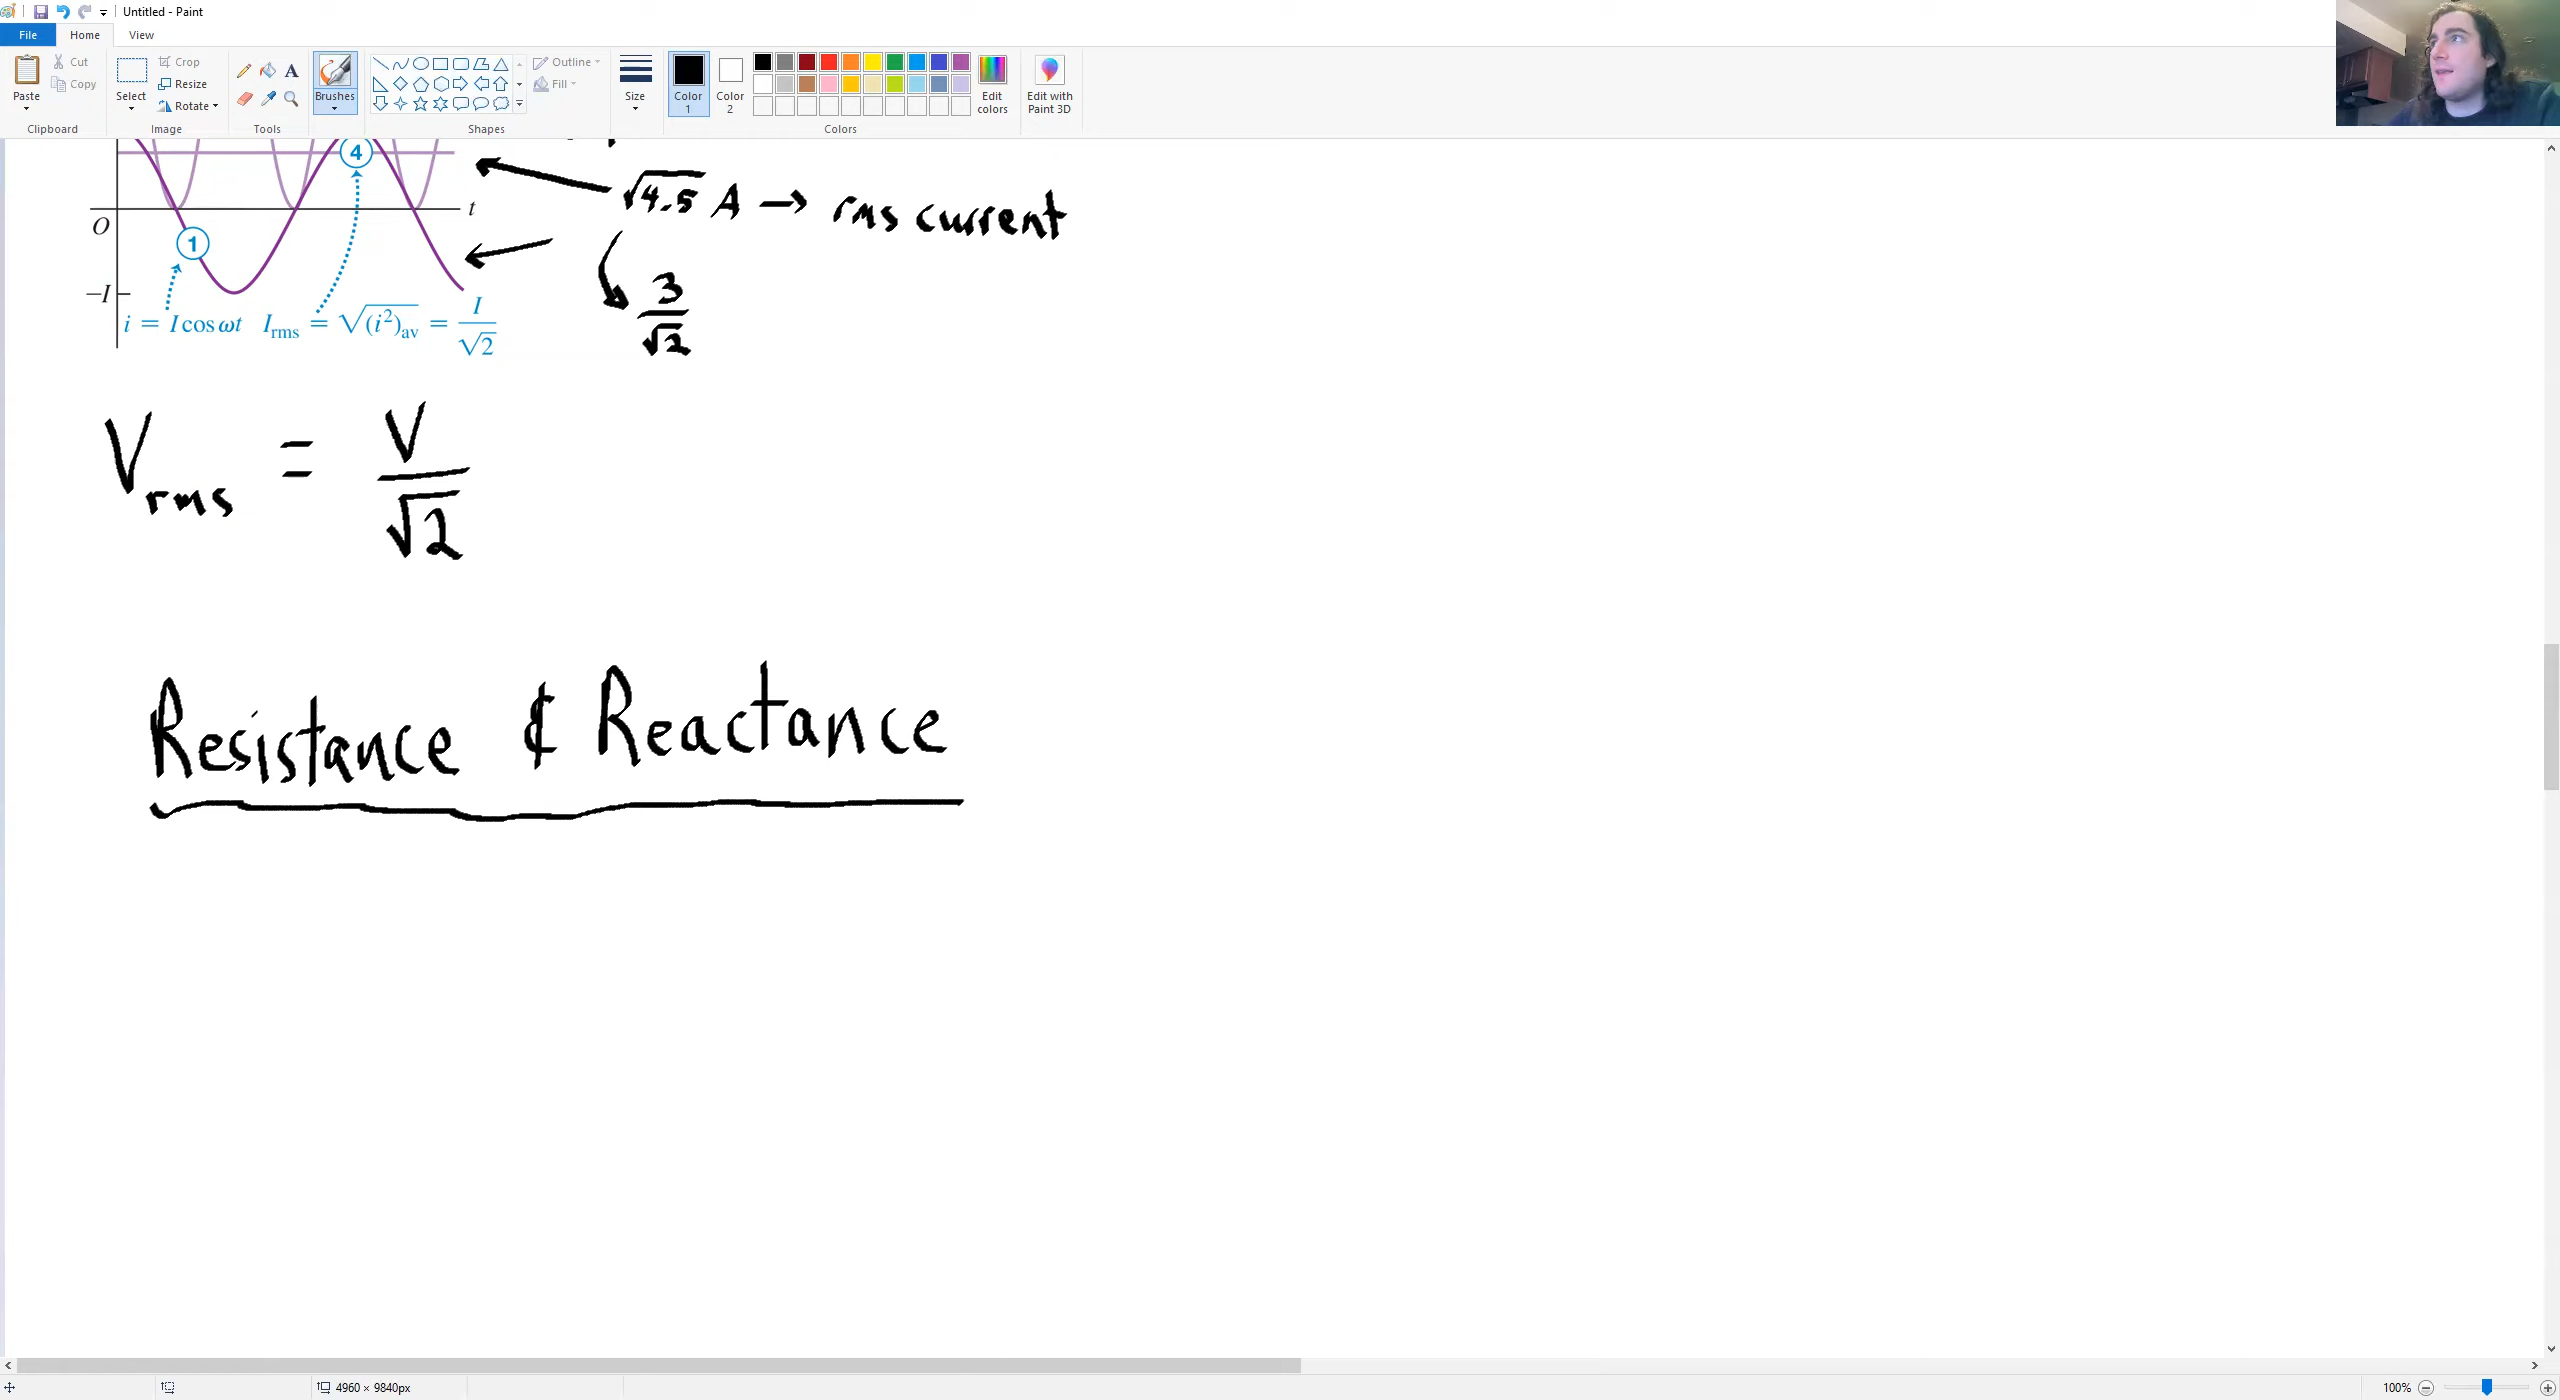 Untitled - Paint
File Home View
Paste
Cut
Copy
Clipboard
Select
Crop
Resize
Rotate
Image
A
Tools
Brushes
Shapes
Outline
Fill
Size
Color 1
Color 2
Colors
Edit colors
Edit with Paint 3D
4
√4.5 A → rms current
O
t
1
3/√2
−I
i = I cos ωt
I_rms = √(i²)_av = I/√2
V_rms = V/√2
Resistance & Reactance
4960 × 9840px
100%